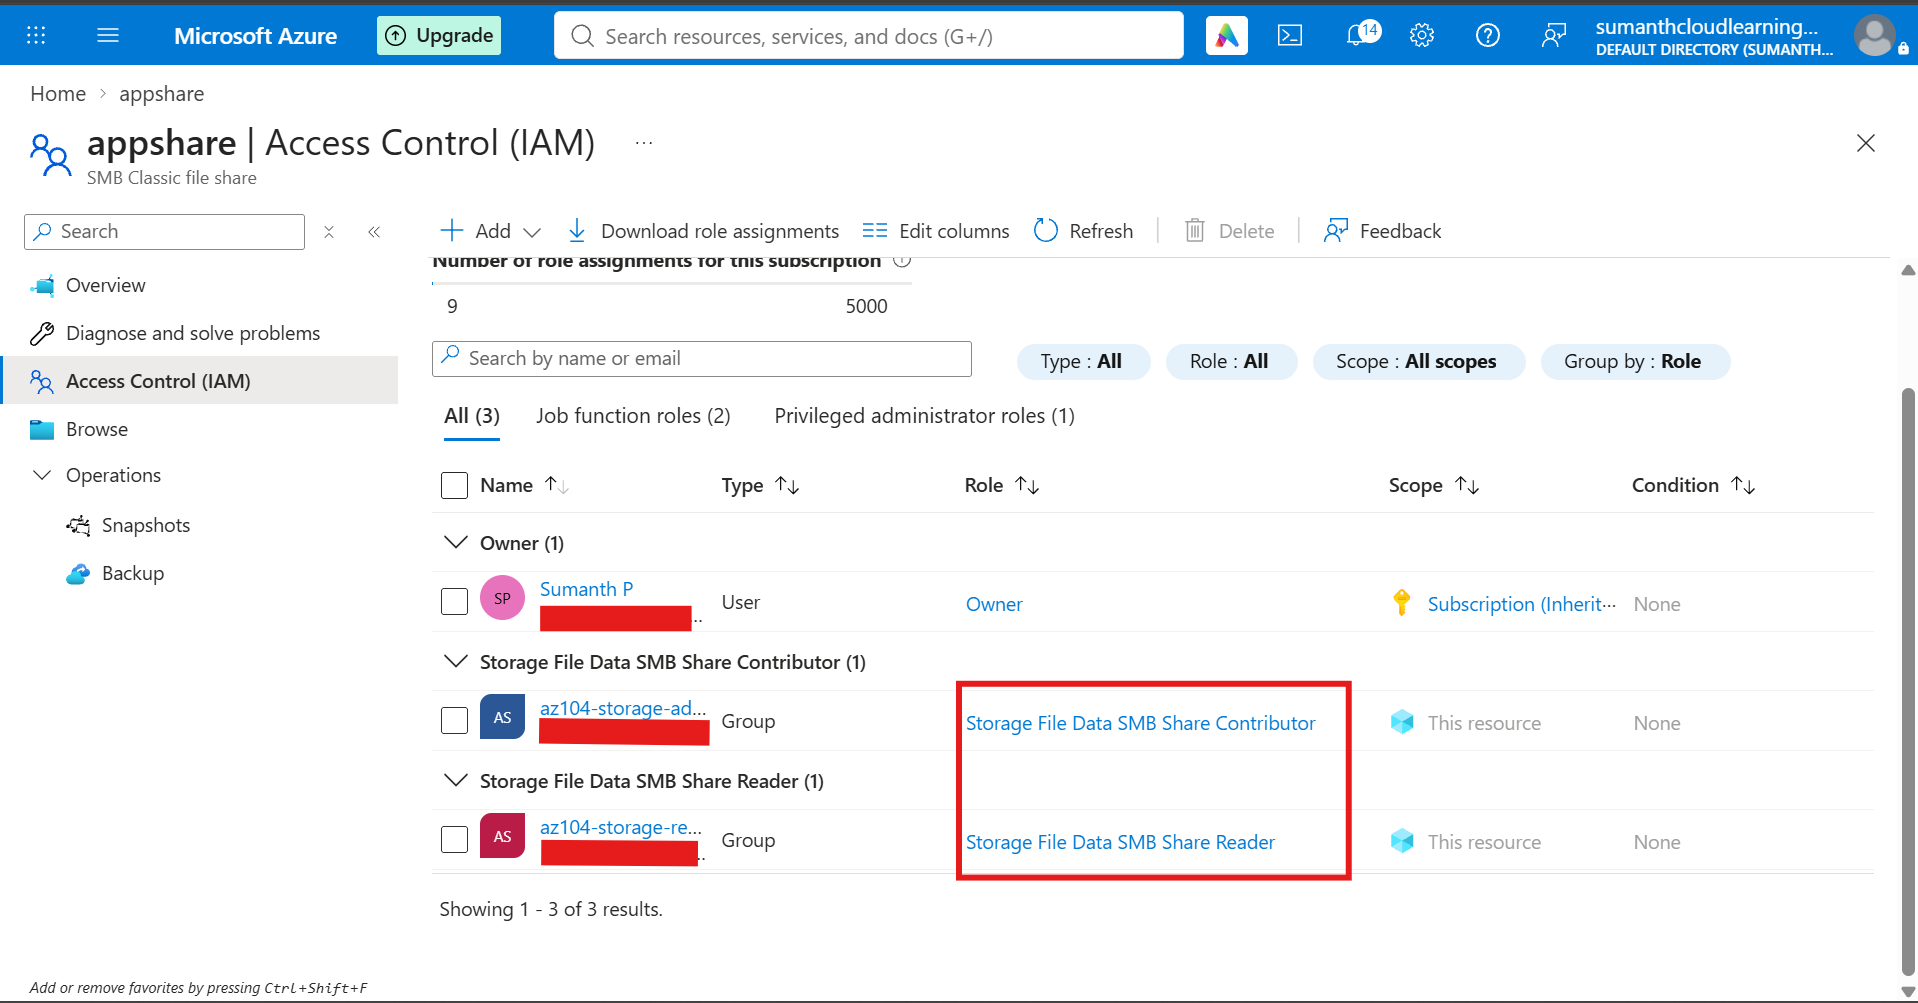 Microsoft Azure
Upgrade
Search resources, services, and docs (G+/)
14
sumanthcloudlearning...
DEFAULT DIRECTORY (SUMANTH...
Home > appshare
appshare | Access Control (IAM) ...
SMB Classic file share
Search
Add
Download role assignments
Edit columns
Refresh
Delete
Feedback
Overview
Diagnose and solve problems
Access Control (IAM)
Browse
Operations
Snapshots
Backup
Number of role assignments for this subscription
9 5000
Search by name or email
Type : All
Role : All
Scope : All scopes
Group by : Role
All (3)
Job function roles (2)
Privileged administrator roles (1)
Name Type Role Scope Condition
Owner (1)
SP Sumanth P User Owner Subscription (Inherit... None
...
Storage File Data SMB Share Contributor (1)
AS az104-storage-ad... Group Storage File Data SMB Share Contributor This resource None
Storage File Data SMB Share Reader (1)
AS az104-storage-re... Group Storage File Data SMB Share Reader This resource None
Showing 1 - 3 of 3 results.
Add or remove favorites by pressing Ctrl+Shift+F